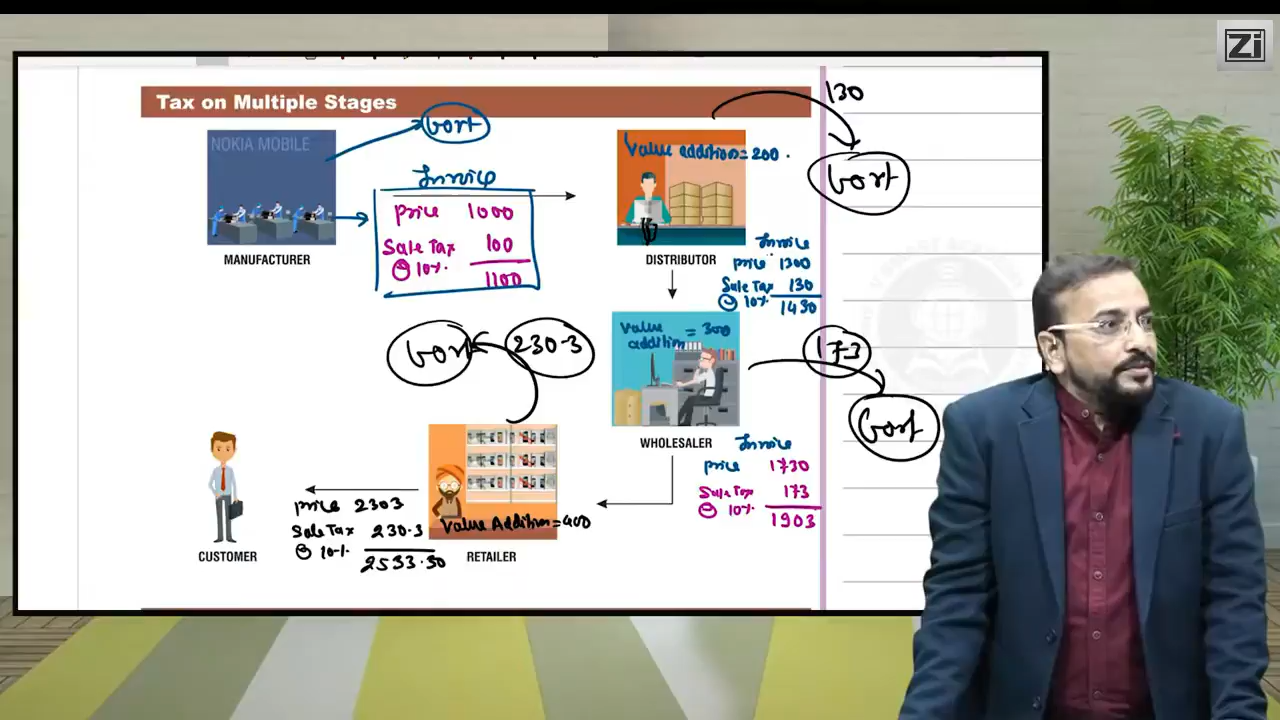 Zi
Tax on Multiple Stages
130
Govt
NOKIA MOBILE
Value addition = 200
Govt
Invoice
Price 1000
Sale Tax 100
@ 10%
1100
MANUFACTURER
DISTRIBUTOR
Invoice
Price 1300
Sale Tax 130
@ 10% 1430
Value addition = 300
Govt
230.3
173
Govt
WHOLESALER
Invoice
Price 1730
Sale Tax 173
@ 10%
1903
Price 2303
Sale Tax 230.3
@ 10%
2533.30
Value Addition = 400
CUSTOMER
RETAILER